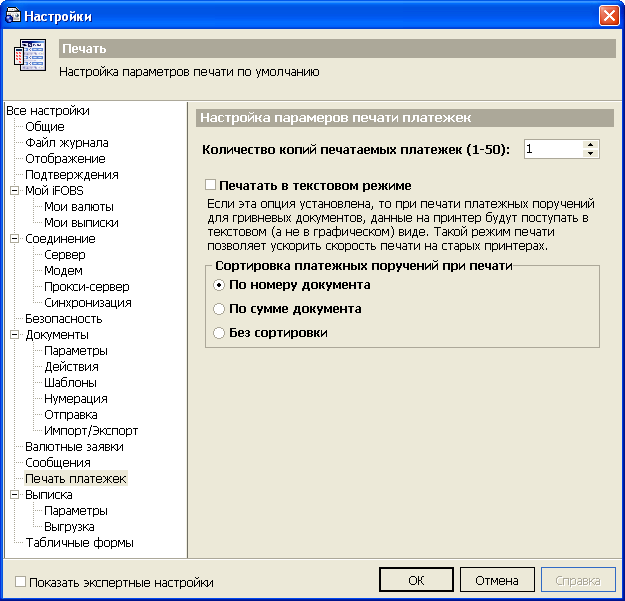 Настройки
Печать
Настройка параметров печати по умолчанию
Все настройки
Общие
Файл журнала
Отображение
Подтверждения
Мой iFOBS
Мои валюты
Мои выписки
Соединение
Сервер
Модем
Прокси-сервер
Синхронизация
Безопасность
Документы
Параметры
Действия
Шаблоны
Нумерация
Отправка
Импорт/Экспорт
Валютные заявки
Сообщения
Печать платежек
Выписка
Параметры
Выгрузка
Табличные формы
Настройка парамеров печати платежек
Количество копий печатаемых платежек (1-50): 1
Печатать в текстовом режиме
Если эта опция установлена, то при печати платежных поручений
для гривневых документов, данные на принтер будут поступать в
текстовом (а не в графическом) виде. Такой режим печати
позволяет ускорить скорость печати на старых принтерах.
Сортировка платежных поручений при печати
По номеру документа
По сумме документа
Без сортировки
Показать экспертные настройки
OK
Отмена
Справка